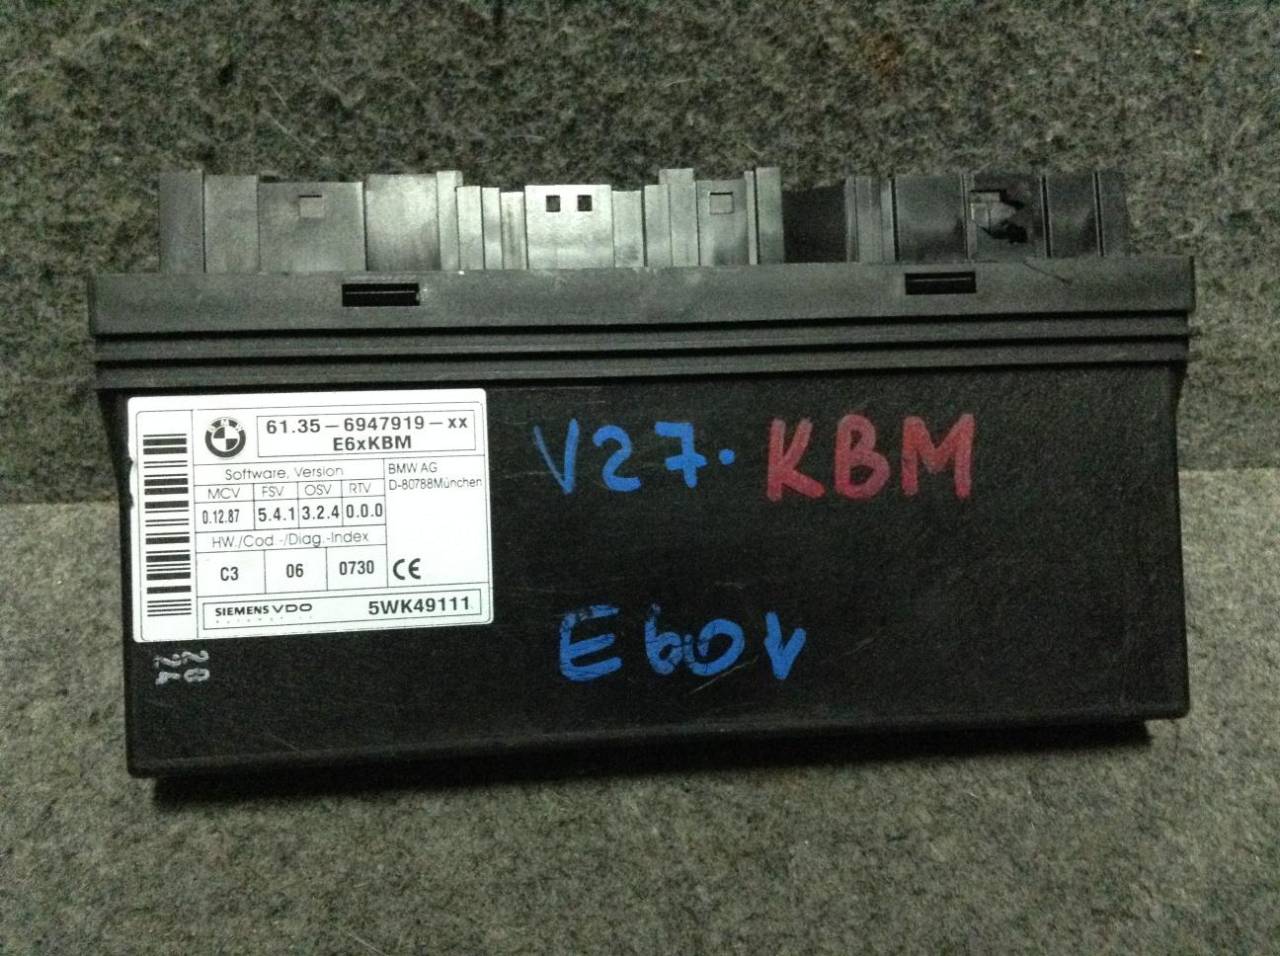 61.35-6947919-xx
E6xKBM
Software, Version
MCV FSV OSV RTV
0.12.87 5.4.1 3.2.4 0.0.0
HW./Cod.-/Diag.-Index
C3 06 0730
BMW AG
D-80788München
CE
SIEMENS VDO
Automotive
5WK49111
20
24
V27. KBM
E60V